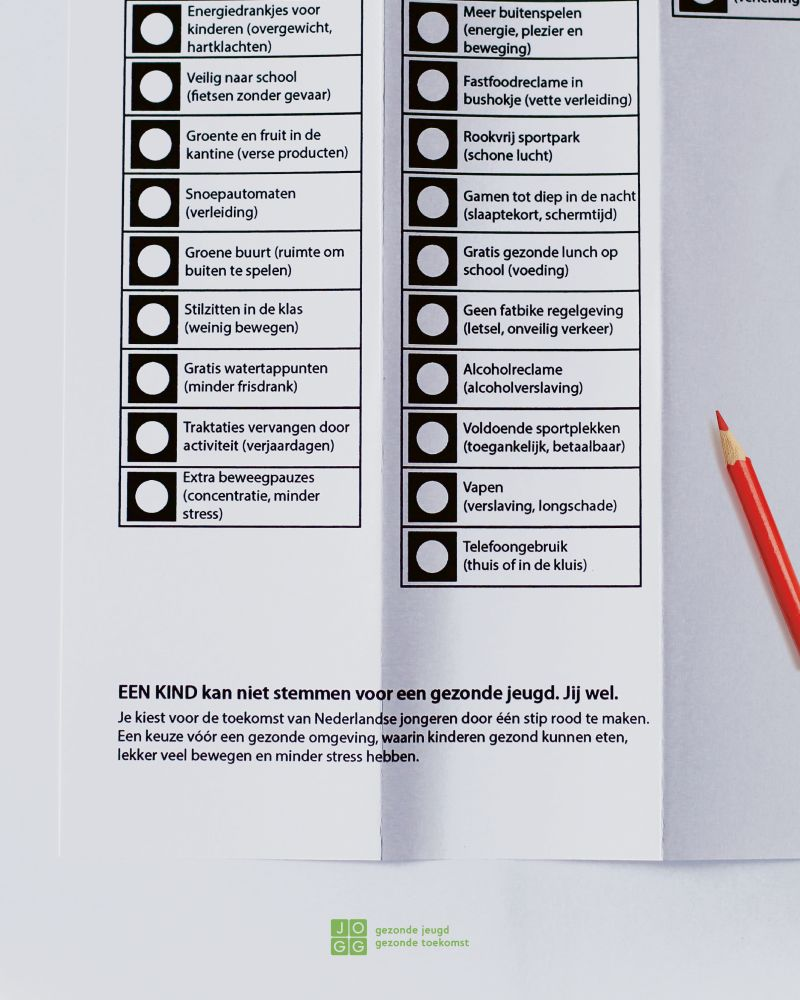 Energiedrankjes voor
kinderen (overgewicht,
hartklachten)
Veilig naar school
(fietsen zonder gevaar)
Groente en fruit in de
kantine (verse producten)
Snoepautomaten
(verleiding)
Groene buurt (ruimte om
buiten te spelen)
Stilzitten in de klas
(weinig bewegen)
Gratis watertappunten
(minder frisdrank)
Traktaties vervangen door
activiteit (verjaardagen)
Extra beweegpauzes
(concentratie, minder
stress)
Meer buitenspelen
(energie, plezier en
beweging)
Fastfoodreclame in
bushokje (vette verleiding)
Rookvrij sportpark
(schone lucht)
Gamen tot diep in de nacht
(slaaptekort, schermtijd)
Gratis gezonde lunch op
school (voeding)
Geen fatbike regelgeving
(letsel, onveilig verkeer)
Alcoholreclame
(alcoholverslaving)
Voldoende sportplekken
(toegankelijk, betaalbaar)
Vapen
(verslaving, longschade)
Telefoongebruik
(thuis of in de kluis)
EEN KIND kan niet stemmen voor een gezonde jeugd. Jij wel.
Je kiest voor de toekomst van Nederlandse jongeren door één stip rood te maken.
Een keuze vóór een gezonde omgeving, waarin kinderen gezond kunnen eten,
lekker veel bewegen en minder stress hebben.
JOGG
gezonde jeugd
gezonde toekomst